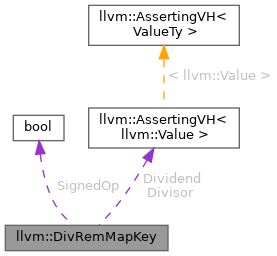 llvm::AssertingVH<
ValueTy >
< llvm::Value >
bool
llvm::AssertingVH<
llvm::Value >
SignedOp
Dividend
Divisor
llvm::DivRemMapKey